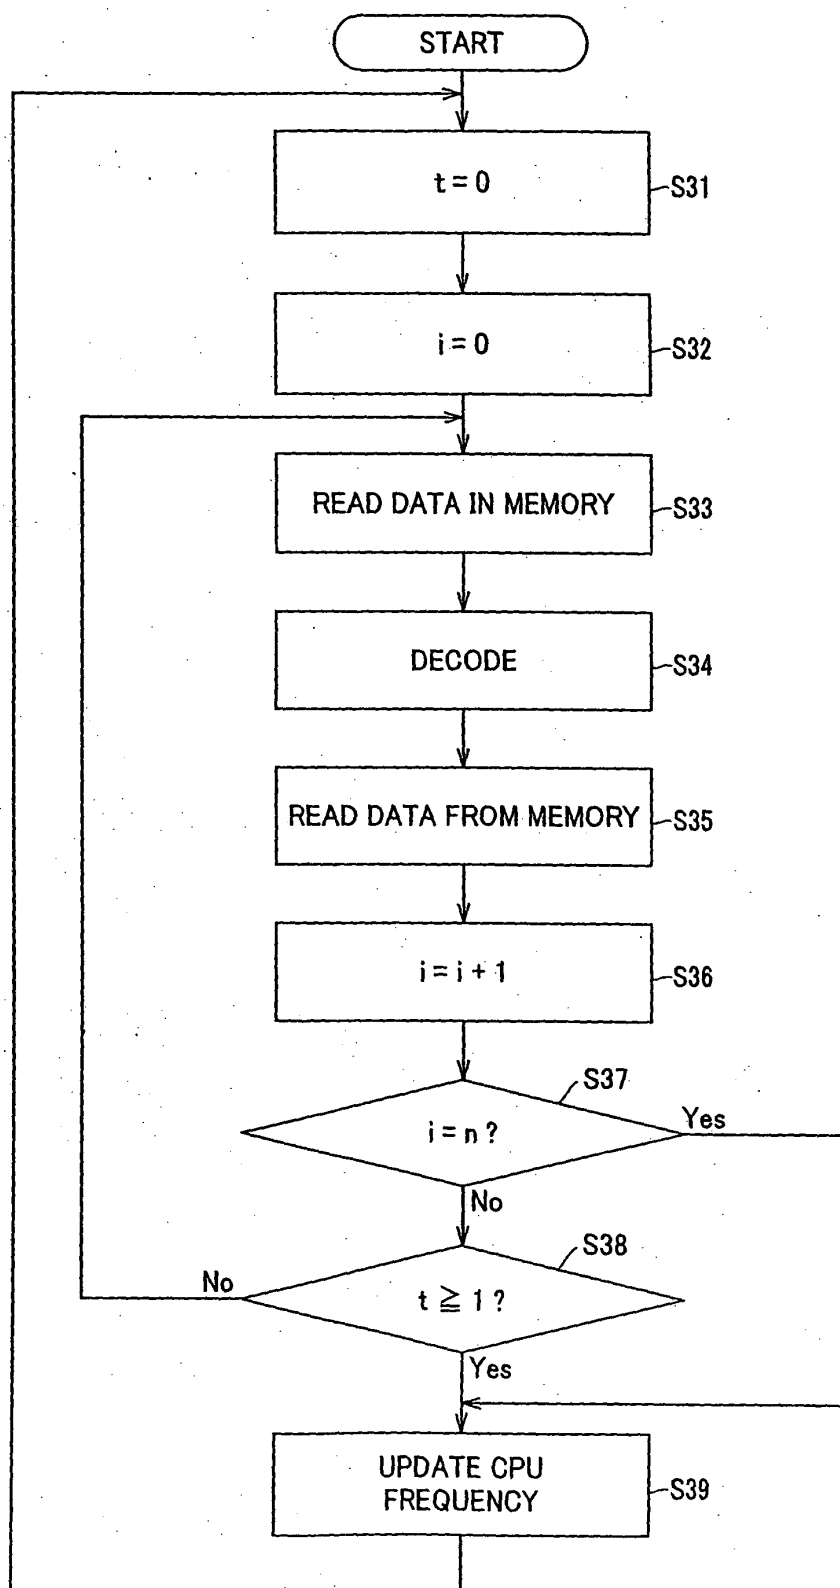 START
t = 0
S31
i = 0
S32
READ DATA IN MEMORY
S33
DECODE
S34
READ DATA FROM MEMORY
S35
i = i + 1
S36
S37
i = n ?
Yes
No
S38
t ≧ 1 ?
No
Yes
UPDATE CPU
FREQUENCY
S39